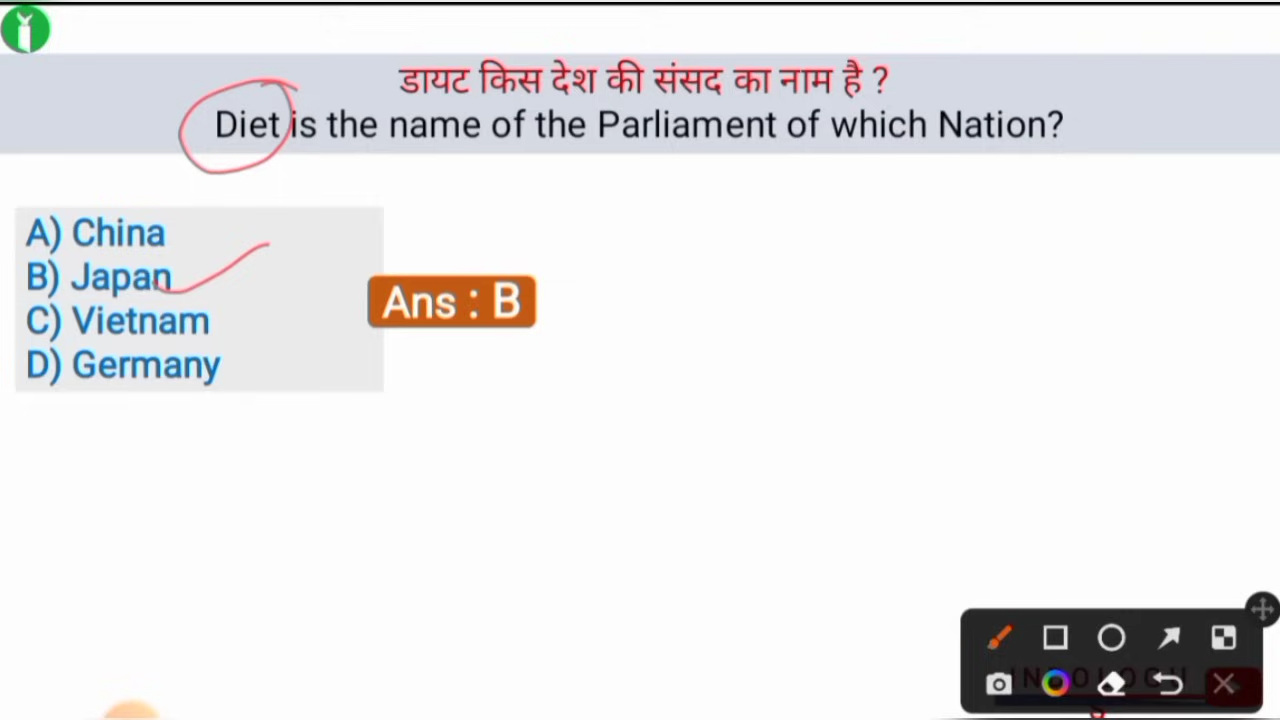 डायट किस देश की संसद का नाम है ?
Diet is the name of the Parliament of which Nation?
A) China
B) Japan
C) Vietnam
D) Germany
Ans : B